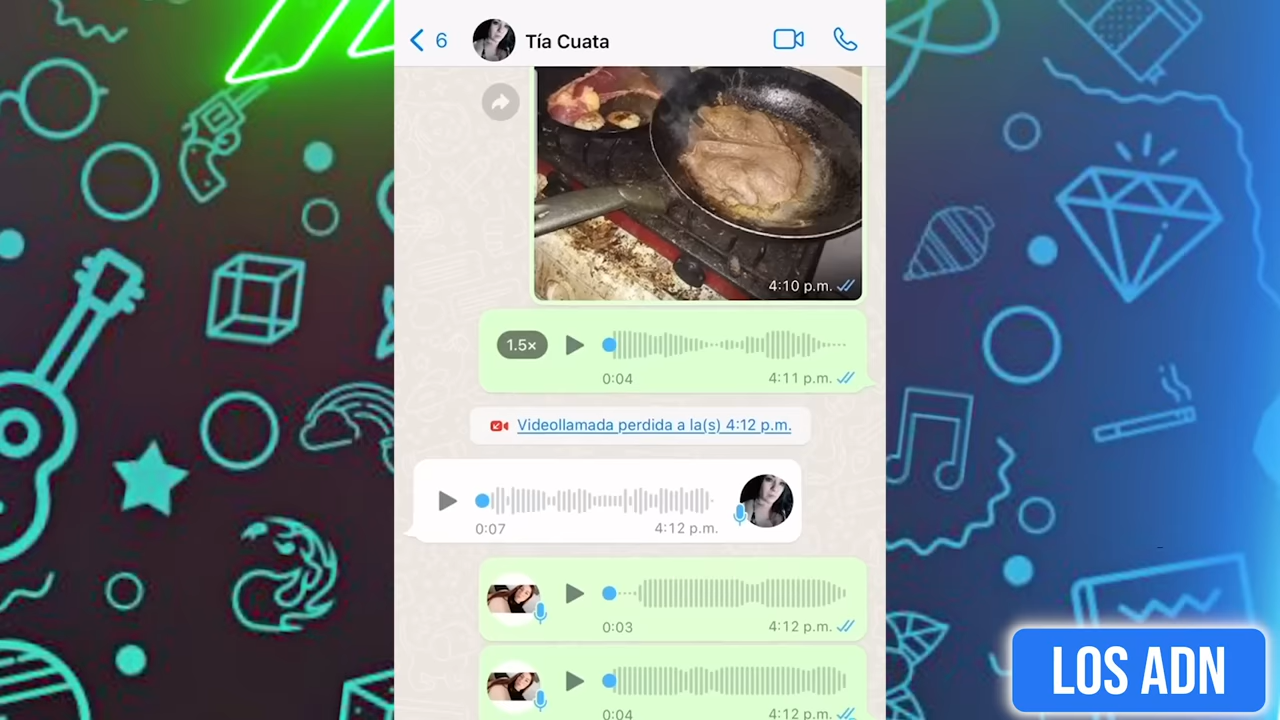 6 Tía Cuata
4:10 p.m.
1.5×
0:04 4:11 p.m.
Videollamada perdida a la(s) 4:12 p.m.
0:07 4:12 p.m.
0:03 4:12 p.m.
0:04 4:12 p.m.
LOS ADN